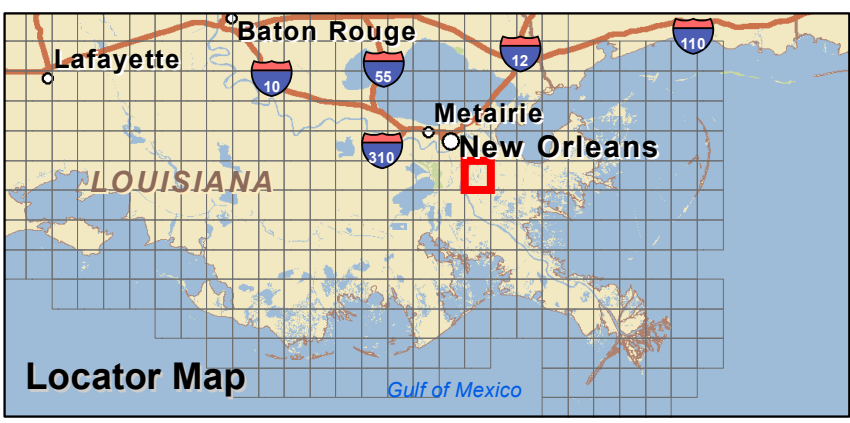 Baton Rouge
Lafayette
110
12
55
10
Metairie
New Orleans
310
LOUISIANA
Locator Map
Gulf of Mexico